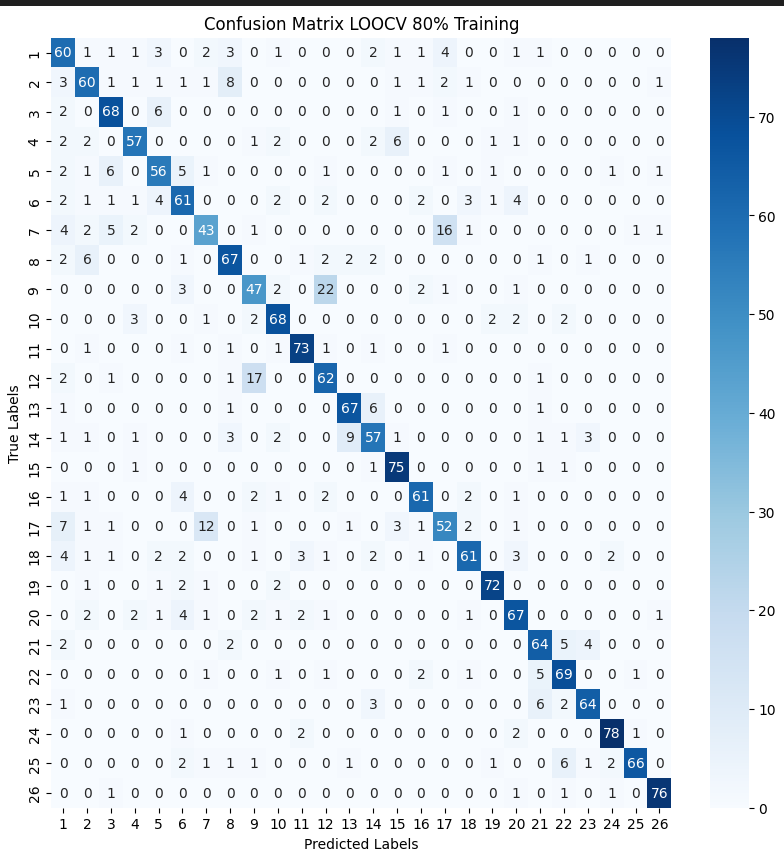 Confusion Matrix LOOCV 80% Training
1 60 1 1 1 3 0 2 3 0 1 0 0 0 2 1 1 4 0 0 1 1 0 0 0 0 0
2 3 60 1 1 1 1 1 8 0 0 0 0 0 0 1 1 2 1 0 0 0 0 0 0 0 1
3 2 0 68 0 6 0 0 0 0 0 0 0 0 0 1 0 1 0 0 1 0 0 0 0 0 0
4 2 2 0 57 0 0 0 0 1 2 0 0 0 2 6 0 0 0 1 1 0 0 0 0 0 0
5 2 1 6 0 56 5 1 0 0 0 0 1 0 0 0 0 1 0 1 0 0 0 0 1 0 1
6 2 1 1 1 4 61 0 0 0 2 0 2 0 0 0 2 0 3 1 4 0 0 0 0 0 0
7 4 2 5 2 0 0 43 0 1 0 0 0 0 0 0 0 16 1 0 0 0 0 0 0 1 1
8 2 6 0 0 0 1 0 67 0 0 1 2 2 2 0 0 0 0 0 0 1 0 1 0 0 0
9 0 0 0 0 0 3 0 0 47 2 0 22 0 0 0 2 1 0 0 1 0 0 0 0 0 0
10 0 0 0 3 0 0 1 0 2 68 0 0 0 0 0 0 0 0 2 2 0 2 0 0 0 0
11 0 1 0 0 0 1 0 1 0 1 73 1 0 1 0 0 1 0 0 0 0 0 0 0 0 0
12 2 0 1 0 0 0 0 1 17 0 0 62 0 0 0 0 0 0 0 0 1 0 0 0 0 0
13 1 0 0 0 0 0 0 1 0 0 0 0 67 6 0 0 0 0 0 0 1 0 0 0 0 0
14 1 1 0 1 0 0 0 3 0 2 0 0 9 57 1 0 0 0 0 0 1 1 3 0 0 0
15 0 0 0 1 0 0 0 0 0 0 0 0 0 1 75 0 0 0 0 0 1 1 0 0 0 0
16 1 1 0 0 0 4 0 0 2 1 0 2 0 0 0 61 0 2 0 1 0 0 0 0 0 0
17 7 1 1 0 0 0 12 0 1 0 0 0 1 0 3 1 52 2 0 1 0 0 0 0 0 0
18 4 1 1 0 2 2 0 0 1 0 3 1 0 2 0 1 0 61 0 3 0 0 0 2 0 0
19 0 1 0 0 1 2 1 0 0 2 0 0 0 0 0 0 0 0 72 0 0 0 0 0 0 0
20 0 2 0 2 1 4 1 0 2 1 2 1 0 0 0 0 0 1 0 67 0 0 0 0 0 1
21 2 0 0 0 0 0 0 2 0 0 0 0 0 0 0 0 0 0 0 0 64 5 4 0 0 0
22 0 0 0 0 0 0 1 0 0 1 0 1 0 0 0 2 0 1 0 0 5 69 0 0 1 0
23 1 0 0 0 0 0 0 0 0 0 0 0 0 3 0 0 0 0 0 0 6 2 64 0 0 0
24 0 0 0 0 0 1 0 0 0 0 2 0 0 0 0 0 0 0 0 2 0 0 0 78 1 0
25 0 0 0 0 0 2 1 1 1 0 0 0 1 0 0 0 0 0 1 0 0 6 1 2 66 0
26 0 0 1 0 0 0 0 0 0 0 0 0 0 0 0 0 0 0 0 1 0 1 0 1 0 76
1 2 3 4 5 6 7 8 9 10 11 12 13 14 15 16 17 18 19 20 21 22 23 24 25 26
Predicted Labels
True Labels
70
60
50
40
30
20
10
0